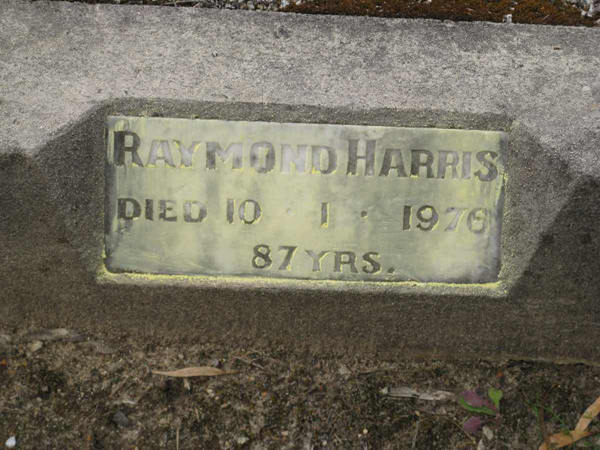 RAYMOND HARRIS
DIED 10 · 1 · 1976
87 YRS.